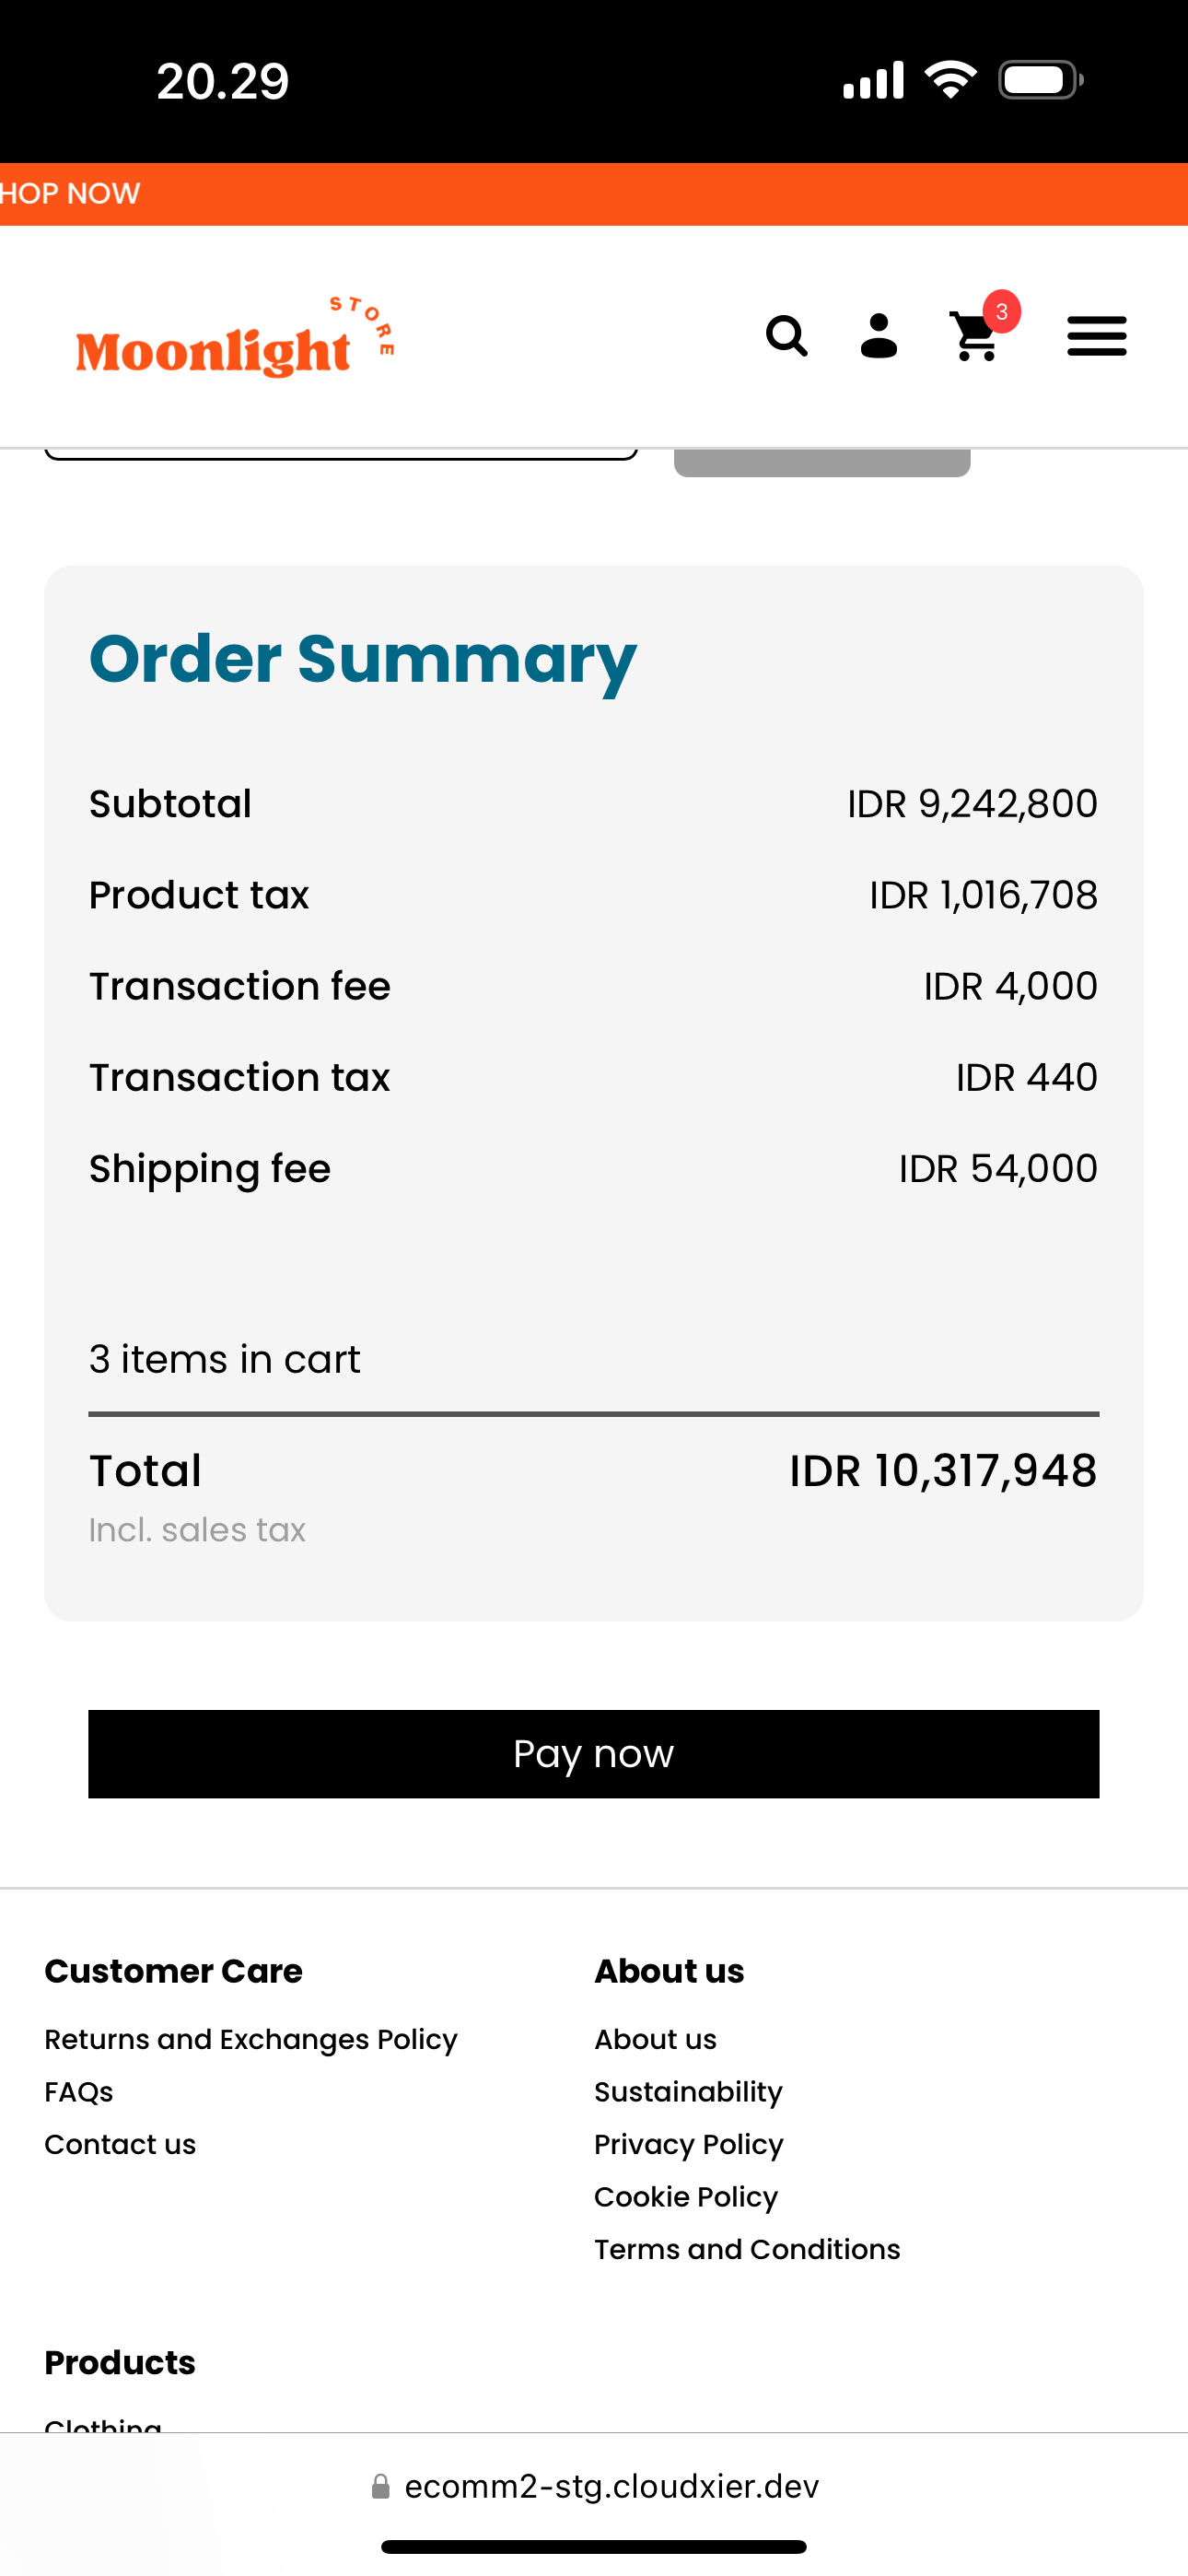 20.29
HOP NOW
Moonlight STORE
3
Order Summary
Subtotal IDR 9,242,800
Product tax IDR 1,016,708
Transaction fee IDR 4,000
Transaction tax IDR 440
Shipping fee IDR 54,000
3 items in cart
Total IDR 10,317,948
Incl. sales tax
Pay now
Customer Care
Returns and Exchanges Policy
FAQs
Contact us
About us
About us
Sustainability
Privacy Policy
Cookie Policy
Terms and Conditions
Products
Clothing
ecomm2-stg.cloudxier.dev